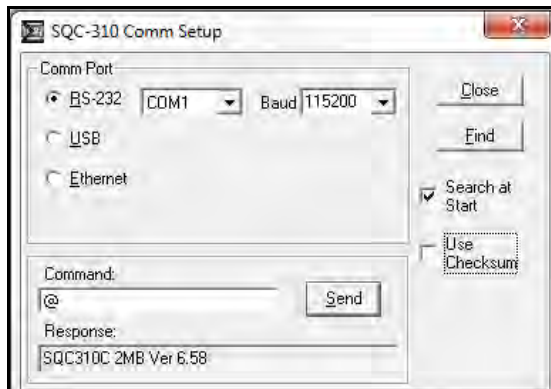 SQC-310 Comm Setup
Comm Port
RS-232 COM1 Baud 115200
USB
Ethernet
Close
Find
Search at
Start
Use
Checksum
Command:
@
Send
Response:
SQC310C 2MB Ver 6.58